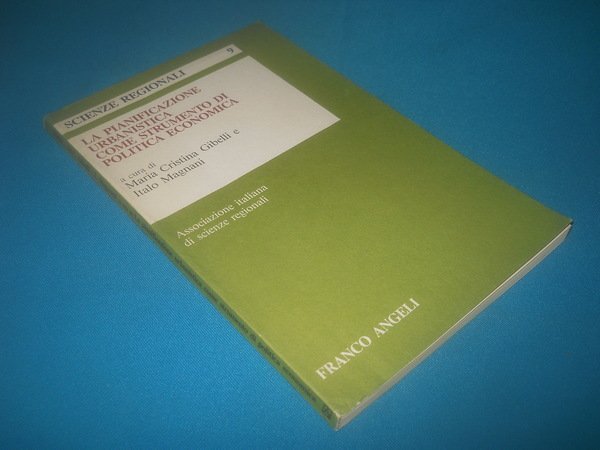 SCIENZE REGIONALI 9
LA PIANIFICAZIONE
URBANISTICA
COME STRUMENTO DI
POLITICA ECONOMICA
a cura di
Maria Cristina Gibelli e
Italo Magnani
Associazione italiana
di scienze regionali
FRANCO ANGELI